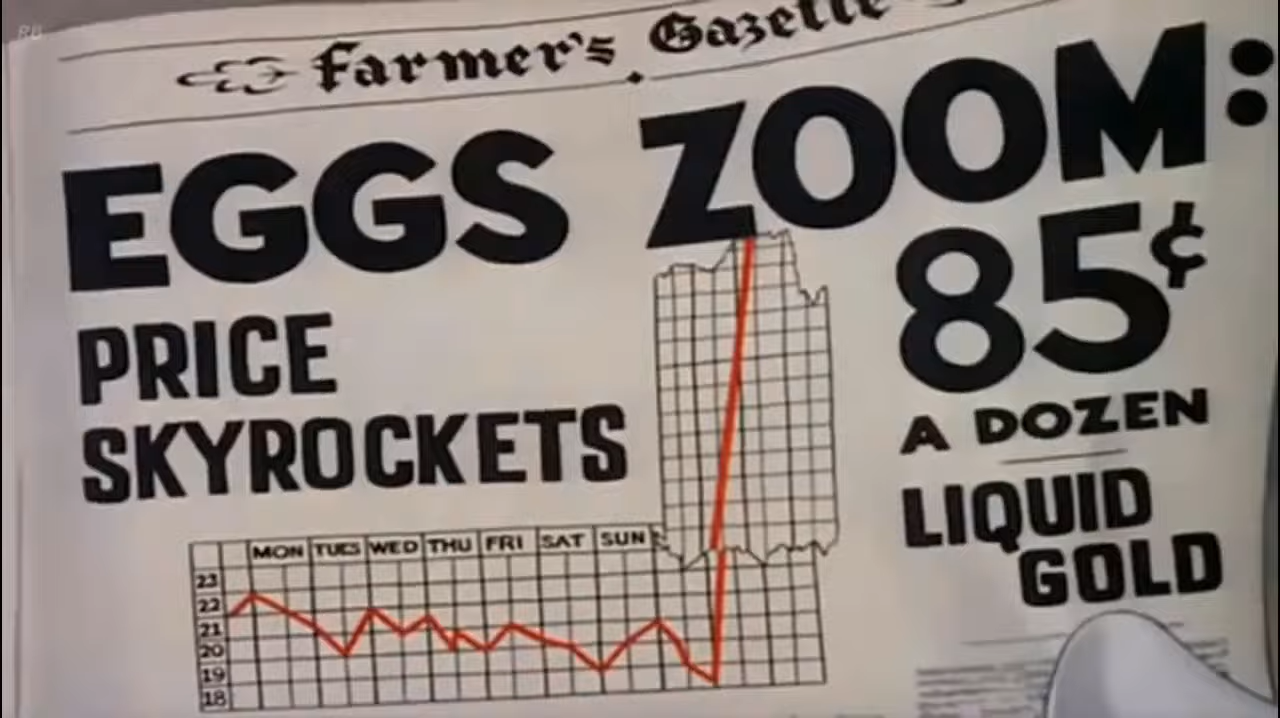 RB
Farmer's Gazette
EGGS ZOOM:
PRICE
SKYROCKETS
85¢
A DOZEN
LIQUID
GOLD
MON TUES WED THU FRI SAT SUN
23
22
21
20
19
18